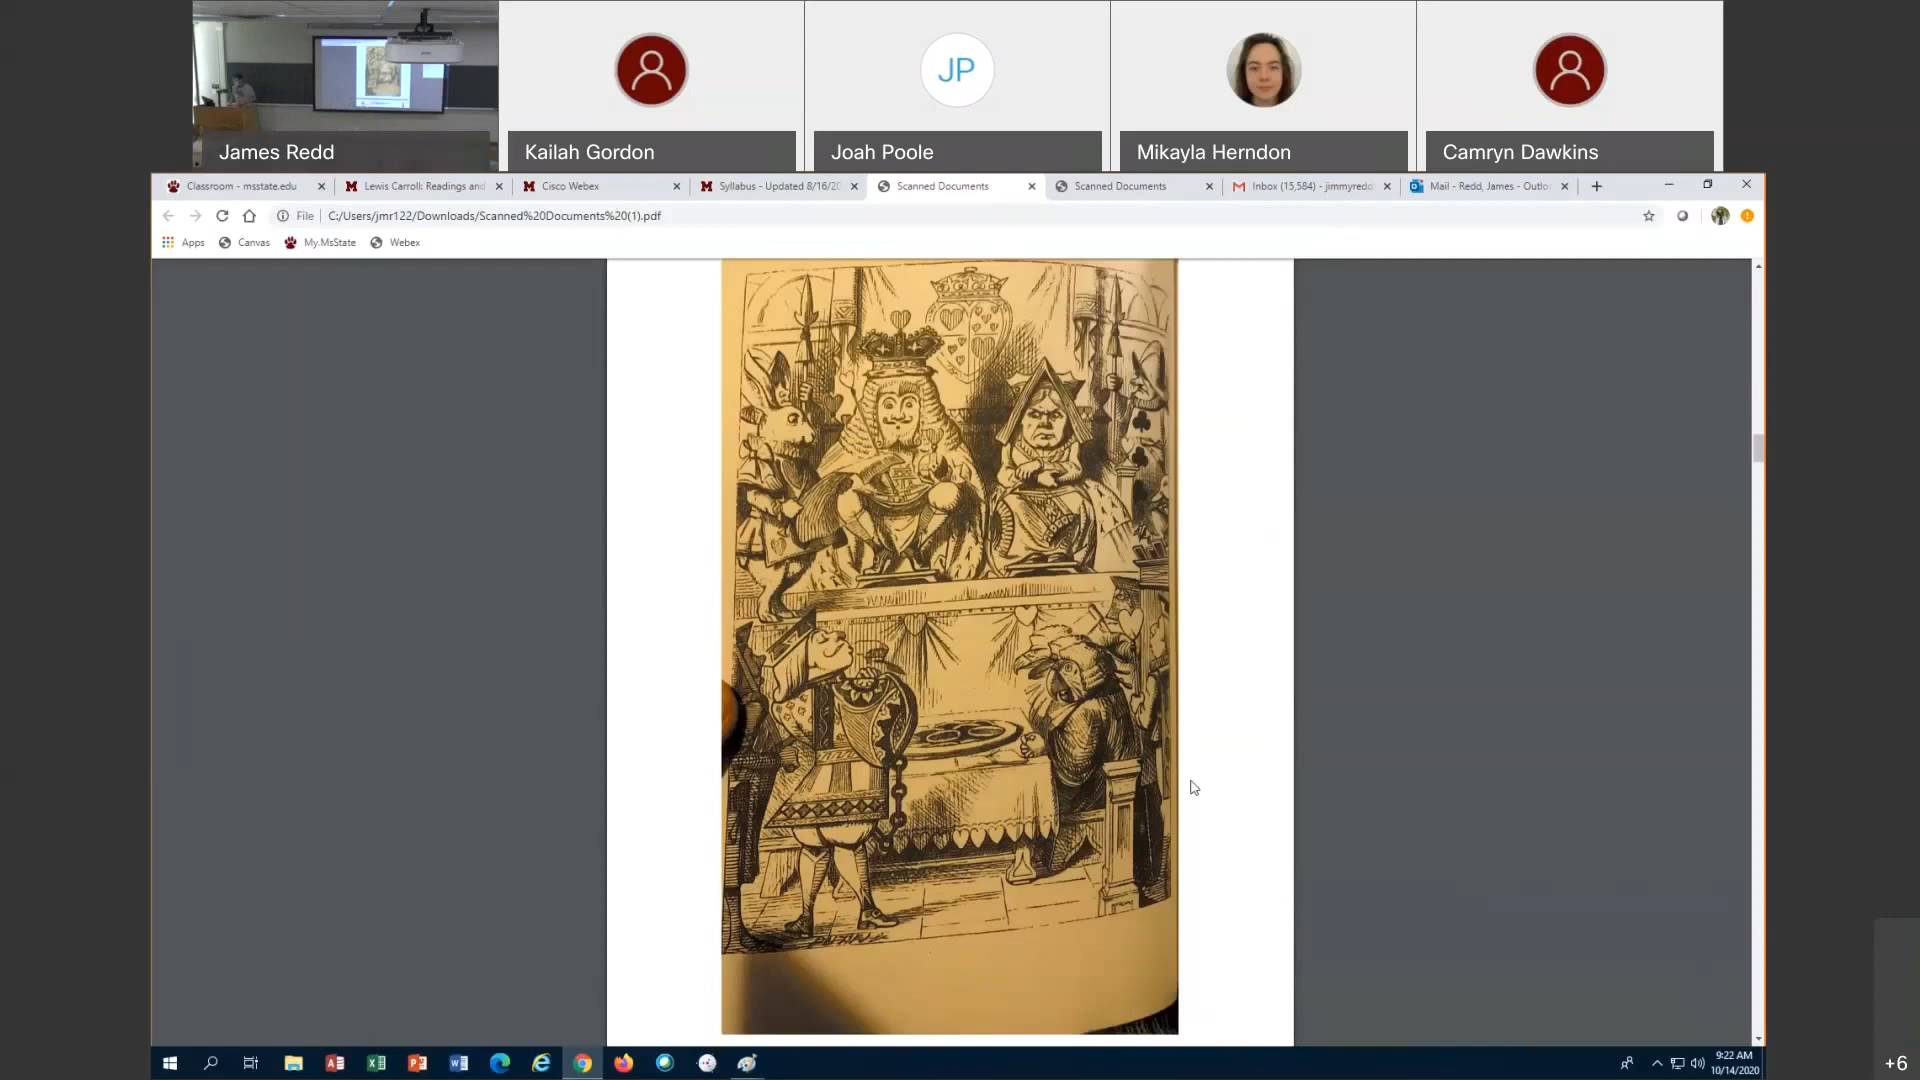 James Redd
Kailah Gordon
JP
Joah Poole
Mikayla Herndon
Camryn Dawkins
Classroom - msstate.edu
Lewis Carroll: Readings and
Cisco Webex
Syllabus - Updated 8/16/20
Scanned Documents
Scanned Documents
Inbox (15,584) - jimmyredd
Mail - Redd, James - Outlo
File
C:/Users/jmr122/Downloads/Scanned%20Documents%20(1).pdf
Apps
Canvas
My.MsState
Webex
9:22 AM
10/14/2020
+6